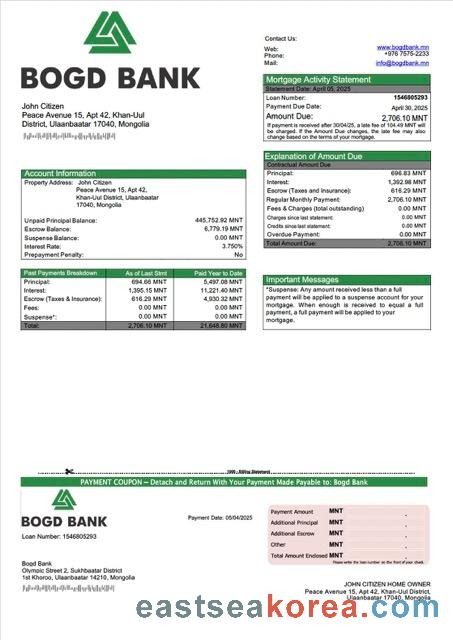 BOGD BANK
Contact Us:
Web: www.bogdbank.mn
Phone: +976 7575-2233
Mail: info@bogdbank.mn
Mortgage Activity Statement
Statement Date: April 05, 2025
Loan Number: 1546805293
Payment Due Date: April 30, 2025
Amount Due: 2,706.10 MNT
If payment is received after 30/04/25, a late fee of 104.49 MNT will
be charged. If the Amount Due changes, the late fee may also
change based on the terms of your mortgage.
John Citizen
Peace Avenue 15, Apt 42, Khan-Uul
District, Ulaanbaatar 17040, Mongolia
Explanation of Amount Due
Contractual Amount Due
Principal: 696.83 MNT
Interest: 1,392.98 MNT
Escrow (Taxes and Insurance): 616.29 MNT
Regular Monthly Payment: 2,706.10 MNT
Fees & Charges (total outstanding) 0.00 MNT
Charges since last statement: 0.00 MNT
Credits since last statement: 0.00 MNT
Overdue Payment: 0.00 MNT
Total Amount Due: 2,706.10 MNT
Account Information
Property Address: John Citizen
Peace Avenue 15, Apt 42,
Khan-Uul District, Ulaanbaatar
17040, Mongolia
Unpaid Principal Balance: 445,752.92 MNT
Escrow Balance: 6,779.19 MNT
Suspense Balance: 0.00 MNT
Interest Rate: 3.750%
Prepayment Penalty: No
Past Payments Breakdown As of Last Stmt Paid Year to Date
Principal: 694.66 MNT 5,497.08 MNT
Interest: 1,395.15 MNT 11,221.40 MNT
Escrow (Taxes & Insurance): 616.29 MNT 4,930.32 MNT
Fees: 0.00 MNT 0.00 MNT
Suspense*: 0.00 MNT 0.00 MNT
Total: 2,706.10 MNT 21,648.80 MNT
Important Messages
*Suspense: Any amount received less than a full
payment will be applied to a suspense account for your
mortgage. When enough is received to equal a full
payment, a full payment will be applied to your
mortgage.
PAYMENT COUPON – Detach and Return With Your Payment Made Payable to: Bogd Bank
BOGD BANK
Loan Number: 1546805293
Payment Date: 05/04/2025
Payment Amount MNT
Additional Principal MNT
Additional Escrow MNT
Other MNT
Total Amount Enclosed MNT
Please write the loan number on the front of your check.
Bogd Bank
Olympic Street 2, Sukhbaatar District
1st Khoroo, Ulaanbaatar 14210, Mongolia
JOHN CITIZEN HOME OWNER
Peace Avenue 15, Apt 42, Khan-Uul
District, Ulaanbaatar 17040, Mongolia
eastseakorea.com